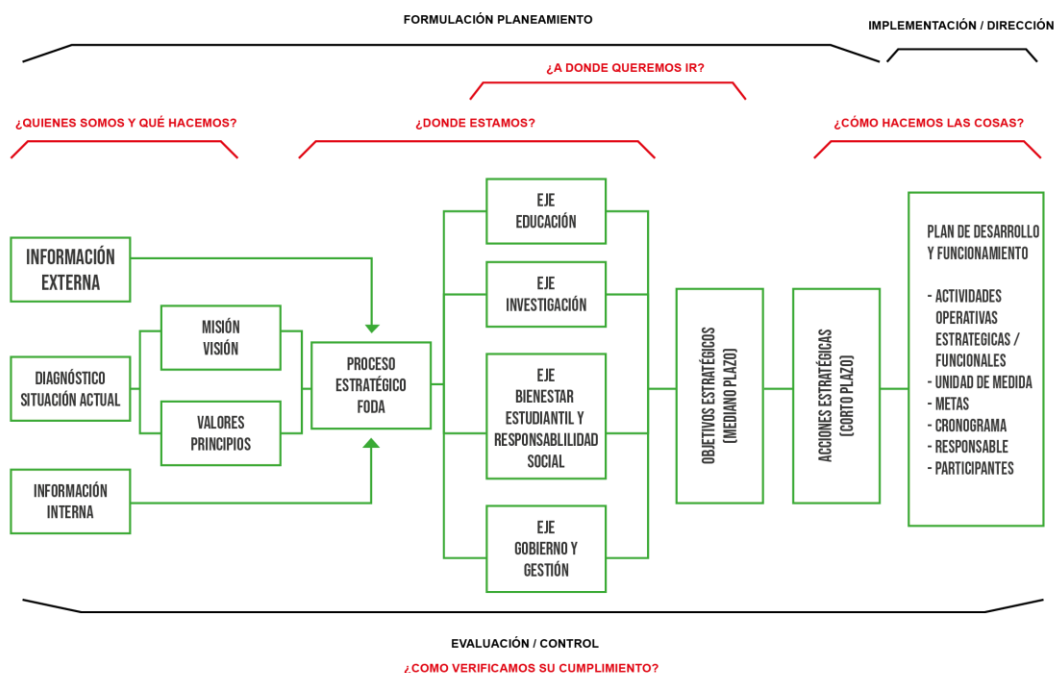 FORMULACIÓN PLANEAMIENTO
IMPLEMENTACIÓN / DIRECCIÓN
¿A DONDE QUEREMOS IR?
¿QUIENES SOMOS Y QUÉ HACEMOS?
¿DONDE ESTAMOS?
¿CÓMO HACEMOS LAS COSAS?
INFORMACIÓN
EXTERNA
DIAGNÓSTICO
SITUACIÓN ACTUAL
INFORMACIÓN
INTERNA
MISIÓN
VISIÓN
VALORES
PRINCIPIOS
PROCESO
ESTRATÉGICO
FODA
EJE
EDUCACIÓN
EJE
INVESTIGACIÓN
EJE
BIENESTAR
ESTUDIANTIL Y
RESPONSABLILIDAD
SOCIAL
EJE
GOBIERNO Y
GESTIÓN
OBJETIVOS ESTRATÉGICOS
(MEDIANO PLAZO)
ACCIONES ESTRATÉGICAS
(CORTO PLAZO)
PLAN DE DESARROLLO
Y FUNCIONAMIENTO
- ACTIVIDADES
OPERATIVAS
ESTRATEGICAS /
FUNCIONALES
- UNIDAD DE MEDIDA
- METAS
- CRONOGRAMA
- RESPONSABLE
- PARTICIPANTES
EVALUACIÓN / CONTROL
¿COMO VERIFICAMOS SU CUMPLIMIENTO?